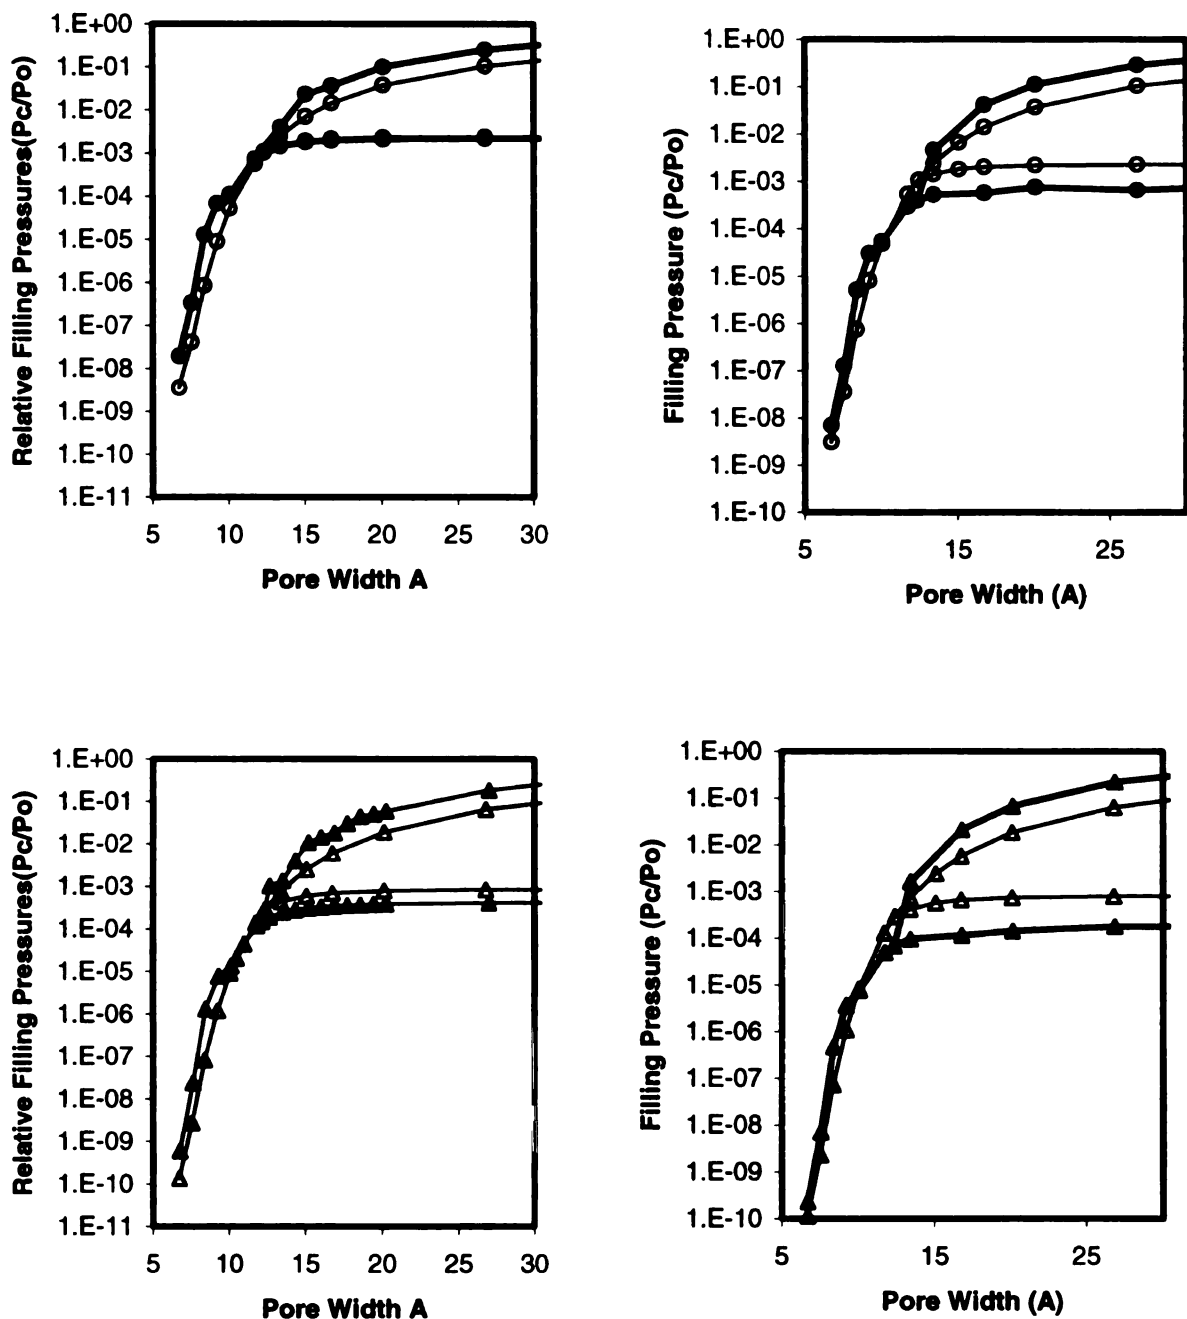 1.E+00
1.E-01
1.E-02
1.E-03
1.E-04
1.E-05
1.E-06
1.E-07
1.E-08
1.E-09
1.E-10
1.E-11
Relative Filling Pressures(Pc/Po)
5 10 15 20 25 30
Pore Width A
1.E+00
1.E-01
1.E-02
1.E-03
1.E-04
1.E-05
1.E-06
1.E-07
1.E-08
1.E-09
1.E-10
Filling Pressure (Pc/Po)
5 15 25
Pore Width (A)
1.E+00
1.E-01
1.E-02
1.E-03
1.E-04
1.E-05
1.E-06
1.E-07
1.E-08
1.E-09
1.E-10
1.E-11
Relative Filling Pressures(Pc/Po)
5 10 15 20 25 30
Pore Width A
1.E+00
1.E-01
1.E-02
1.E-03
1.E-04
1.E-05
1.E-06
1.E-07
1.E-08
1.E-09
1.E-10
Filling Pressure (Pc/Po)
5 15 25
Pore Width (A)